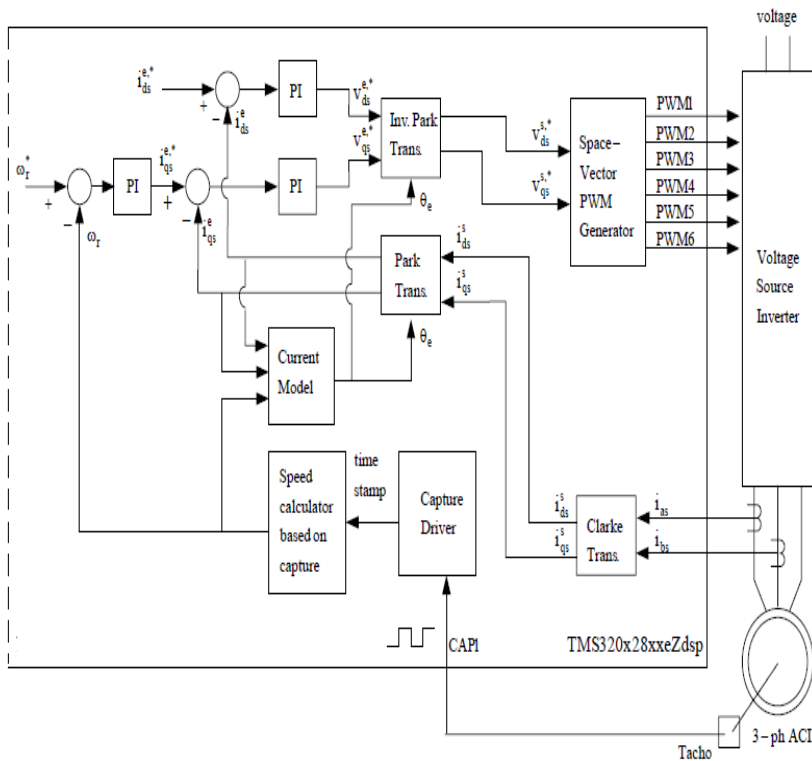 voltage
i_ds^e,*
+
−
i_ds^e
PI
v_ds^e,*
Inv. Park
Trans.
v_ds^s,*
Space–
Vector
PWM
Generator
PWM1
PWM2
PWM3
PWM4
PWM5
PWM6
ω_r^*
+
−
ω_r
PI
i_qs^e,*
+
−
i_qs^e
PI
v_qs^e,*
v_qs^s,*
θ_e
Park
Trans.
i_ds^s
i_qs^s
θ_e
Voltage
Source
Inverter
Current
Model
Speed
calculator
based on
capture
time
stamp
Capture
Driver
i_ds^s
i_qs^s
Clarke
Trans.
i_as
i_bs
CAP1
TMS320x28xxeZdsp
Tacho
3–ph ACI